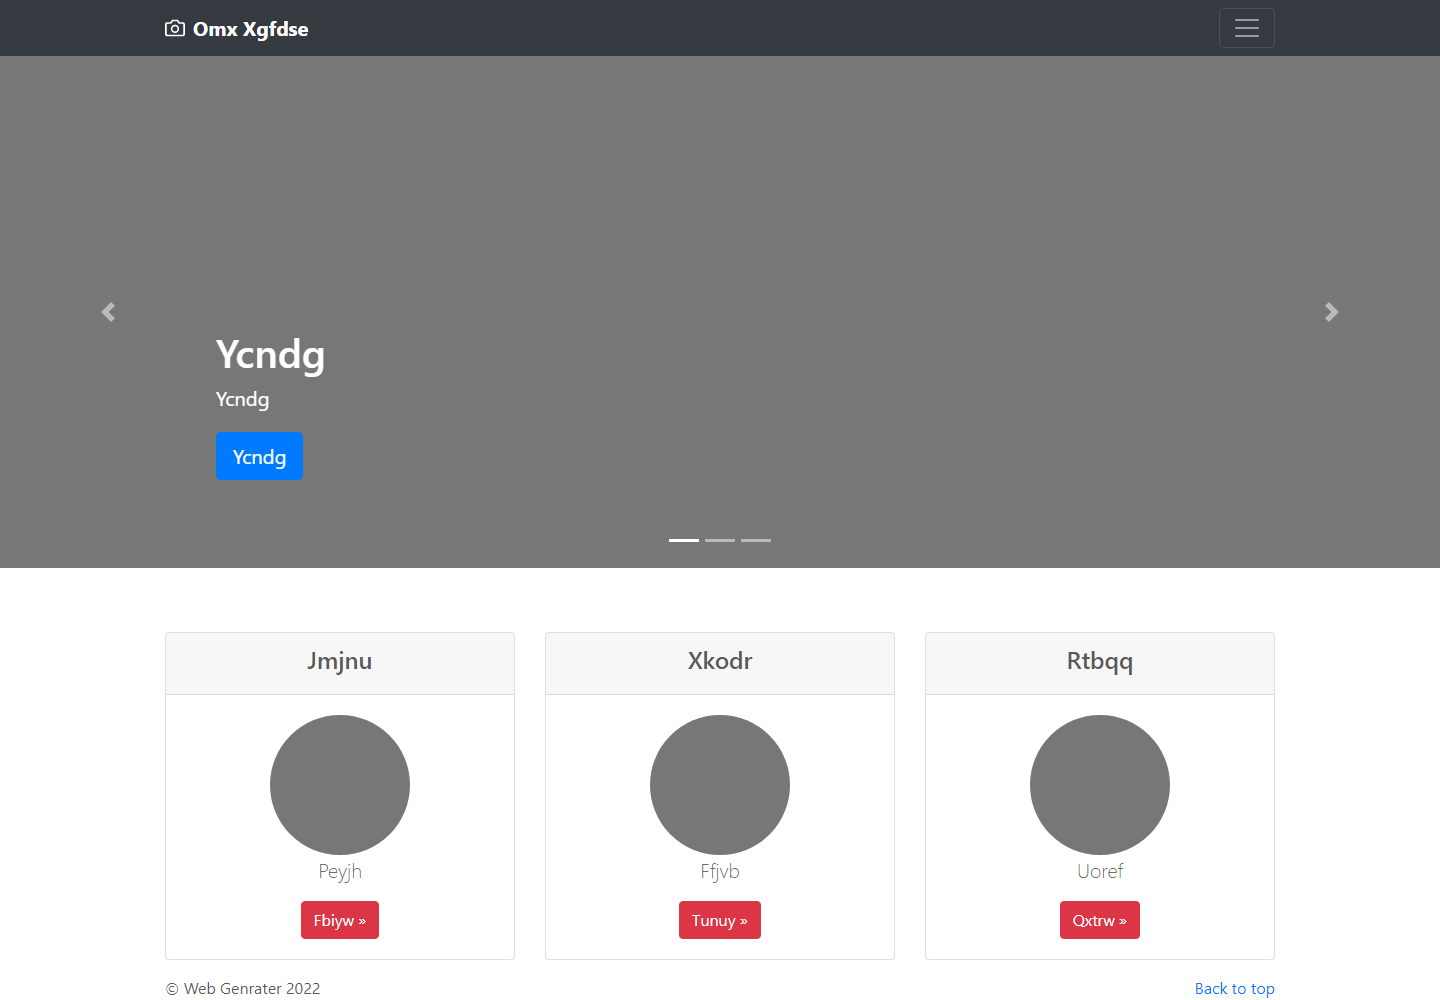 Omx Xgfdse
Ycndg
Ycndg
Ycndg
Jmjnu
Peyjh
Fbiyw »
Xkodr
Ffjvb
Tunuy »
Rtbqq
Uoref
Qxtrw »
© Web Genrater 2022
Back to top